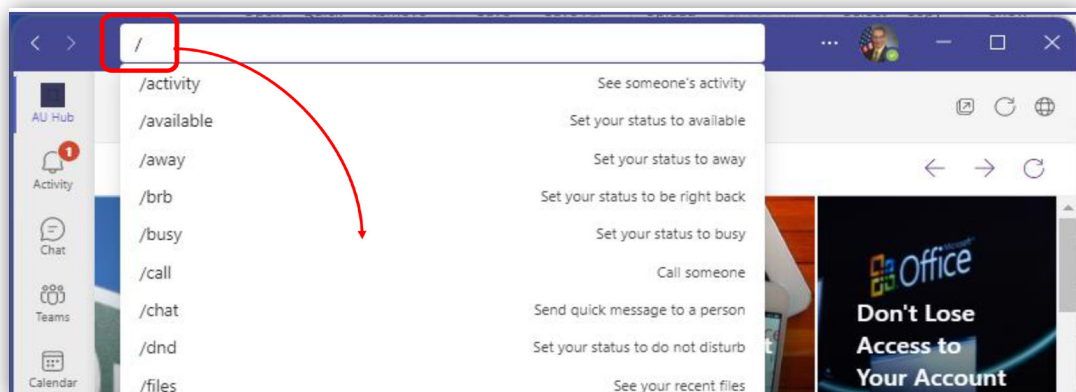 /
/activity See someone's activity
/available Set your status to available
/away Set your status to away
/brb Set your status to be right back
/busy Set your status to busy
/call Call someone
/chat Send quick message to a person
/dnd Set your status to do not disturb
/files See your recent files
AU Hub
1
Activity
Chat
Teams
Calendar
Microsoft
Office
Don't Lose
Access to
Your Account